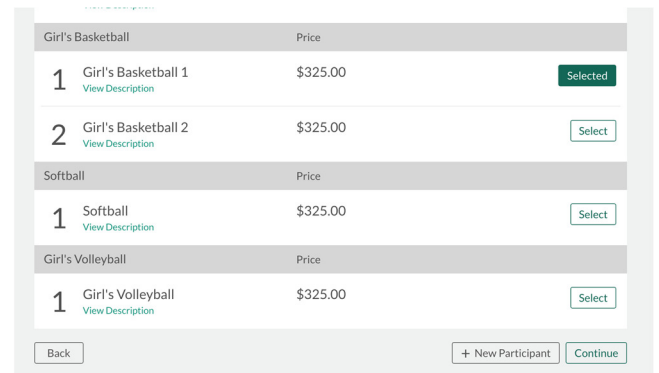 Girl's Basketball Price
1 Girl's Basketball 1 $325.00 Selected
View Description
2 Girl's Basketball 2 $325.00 Select
View Description
Softball Price
1 Softball $325.00 Select
View Description
Girl's Volleyball Price
1 Girl's Volleyball $325.00 Select
View Description
Back + New Participant Continue